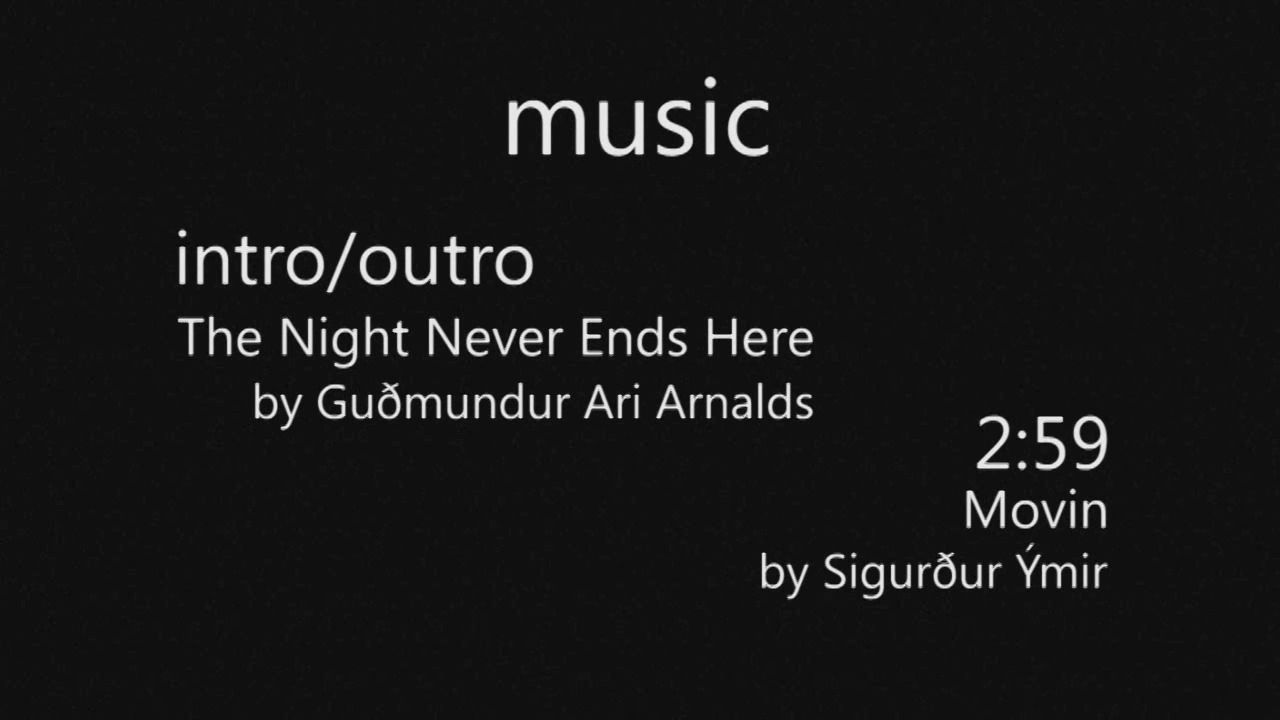 music
intro/outro
The Night Never Ends Here
by Guðmundur Ari Arnalds
2:59
Movin
by Sigurður Ýmir